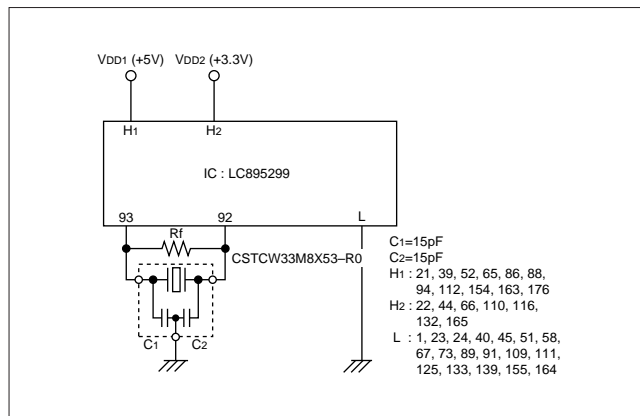 VDD1 (+5V) VDD2 (+3.3V)
H1 H2
IC : LC895299
93 92 L
Rf
CSTCW33M8X53–R0
C1 C2
C1=15pF
C2=15pF
H1 : 21, 39, 52, 65, 86, 88,
94, 112, 154, 163, 176
H2 : 22, 44, 66, 110, 116,
132, 165
L : 1, 23, 24, 40, 45, 51, 58,
67, 73, 89, 91, 109, 111,
125, 133, 139, 155, 164